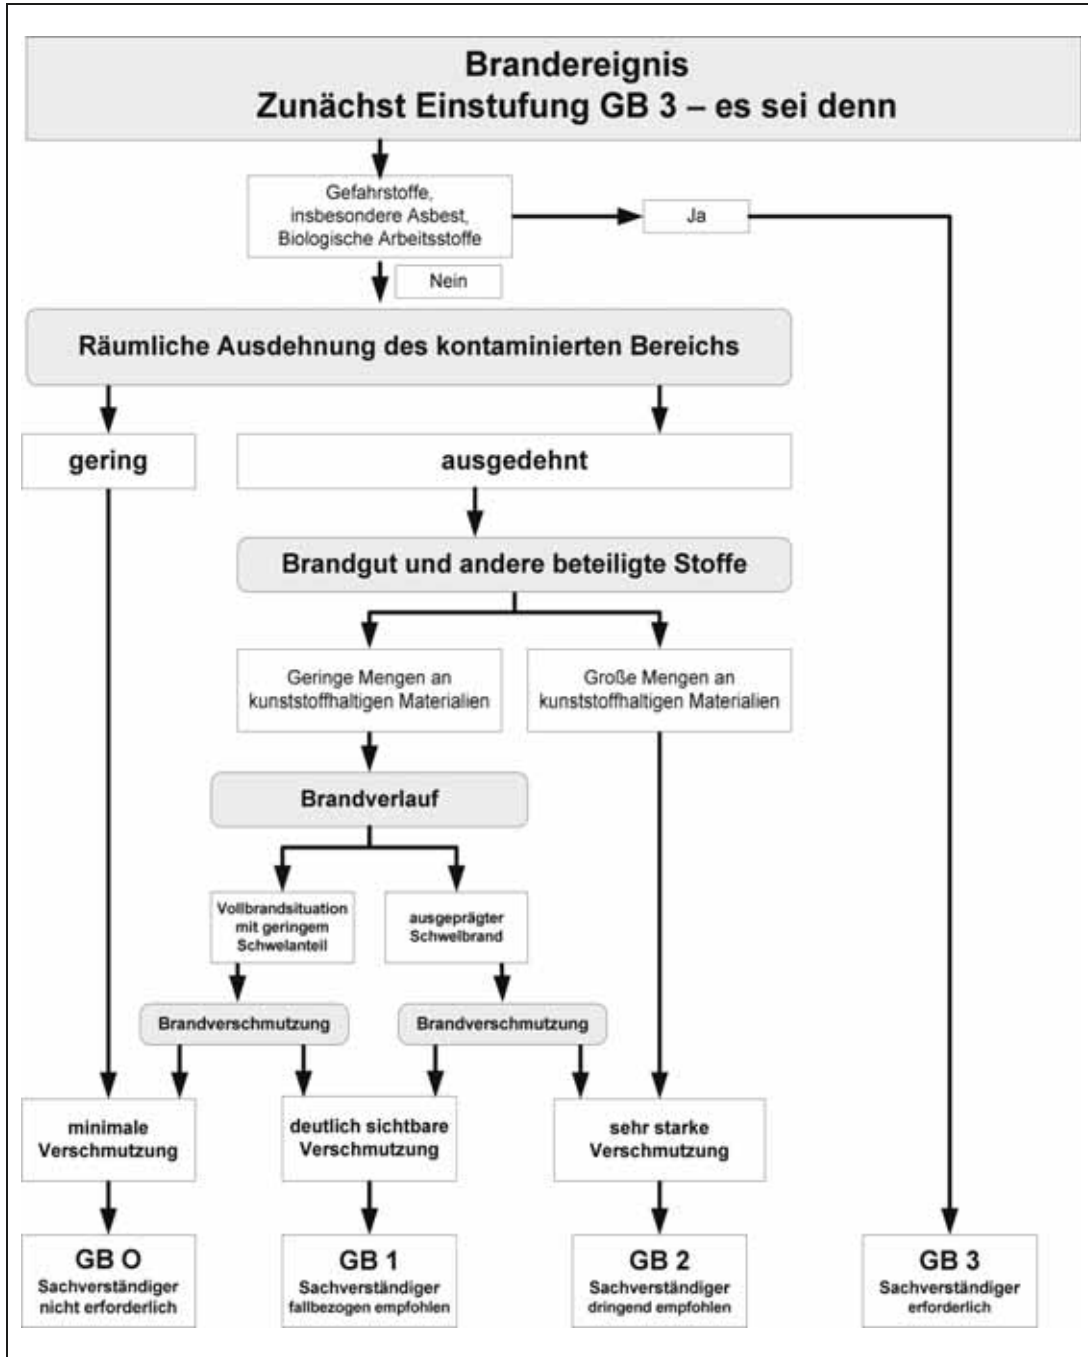 Brandereignis
Zunächst Einstufung GB 3 – es sei denn
Gefahrstoffe,
insbesondere Asbest,
Biologische Arbeitsstoffe
Ja
Nein
Räumliche Ausdehnung des kontaminierten Bereichs
gering
ausgedehnt
Brandgut und andere beteiligte Stoffe
Geringe Mengen an
kunststoffhaltigen Materialien
Große Mengen an
kunststoffhaltigen Materialien
Brandverlauf
Vollbrandsituation
mit geringem
Schwelanteil
ausgeprägter
Schwelbrand
Brandverschmutzung
Brandverschmutzung
minimale
Verschmutzung
deutlich sichtbare
Verschmutzung
sehr starke
Verschmutzung
GB O
Sachverständiger
nicht erforderlich
GB 1
Sachverständiger
fallbezogen empfohlen
GB 2
Sachverständiger
dringend empfohlen
GB 3
Sachverständiger
erforderlich